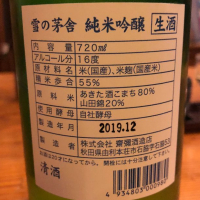 雪の茅舎 純米吟醸 生酒
内容量 720㎖
アルコール分 16度
原材料名 米(国産)、米麹(国産米)
精米歩合 55%
原料米 あきた酒こまち80%
山田錦20%
使用酵母 自社酵母
製造年月 2019.12
株式会社 齋彌酒造店
秋田県由利本荘市石脇字石脇53
清酒
4 934803 000980